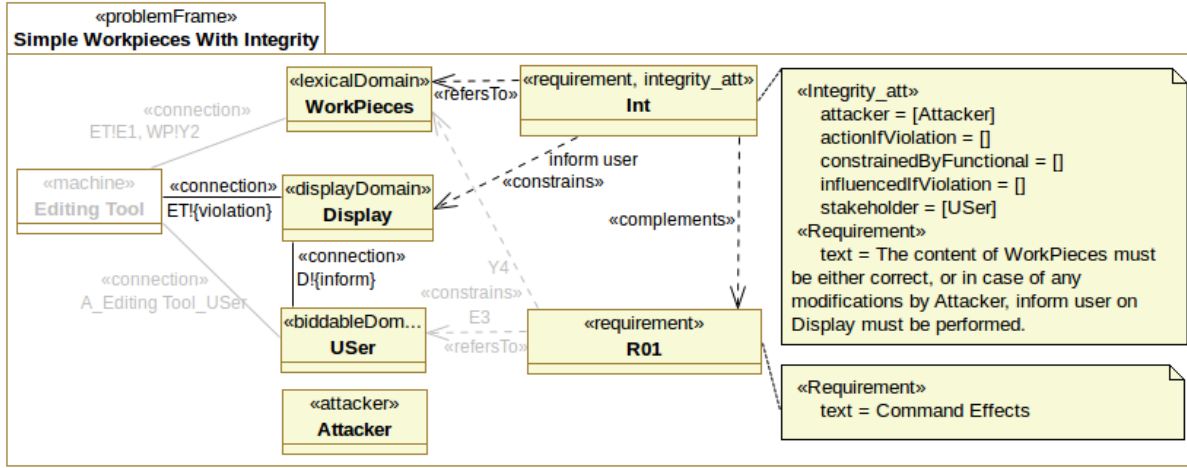 «problemFrame»
Simple Workpieces With Integrity
«lexicalDomain»
WorkPieces
«refersTo»
«requirement, integrity_att»
Int
«connection»
ET!E1, WP!Y2
«machine»
Editing Tool
«connection»
ET!{violation}
«displayDomain»
Display
inform user
«constrains»
«complements»
«connection»
D!{inform}
«connection»
A_Editing Tool_USer
Y4
«constrains»
E3
«refersTo»
«biddableDom...
USer
«requirement»
R01
«attacker»
Attacker
«Integrity_att»
attacker = [Attacker]
actionIfViolation = []
constrainedByFunctional = []
influencedIfViolation = []
stakeholder = [USer]
«Requirement»
text = The content of WorkPieces must
be either correct, or in case of any
modifications by Attacker, inform user on
Display must be performed.
«Requirement»
text = Command Effects